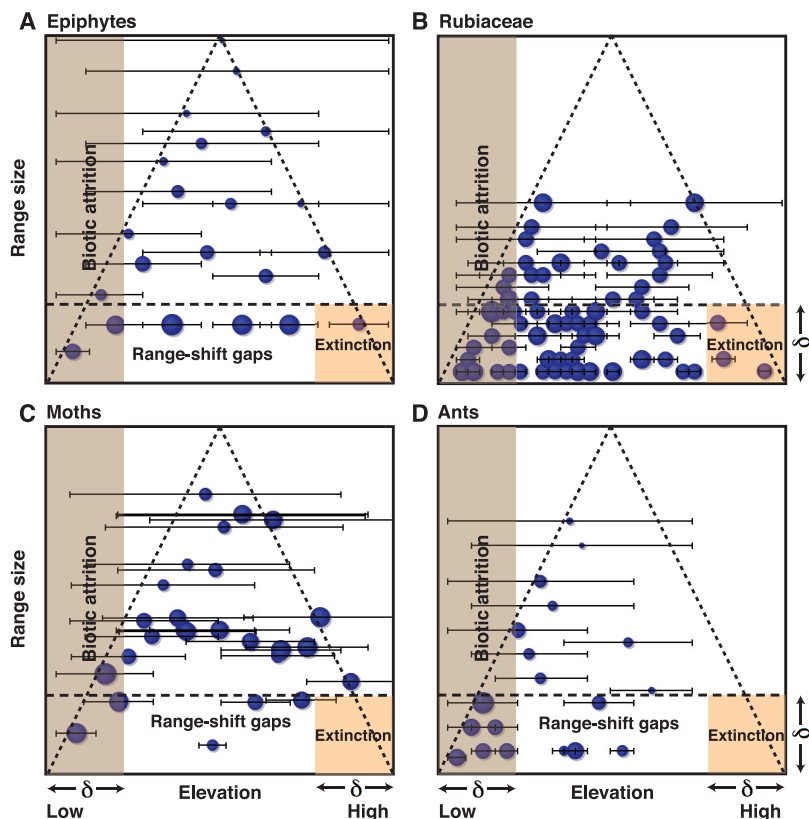 A Epiphytes
B Rubiaceae
Range size
Biotic attrition
Range-shift gaps
Extinction
Biotic attrition
Extinction
δ
C Moths
D Ants
Range size
Biotic attrition
Range-shift gaps
Extinction
Biotic attrition
Range-shift gaps
Extinction
δ
δ Elevation δ
Low High
δ Elevation δ
Low High